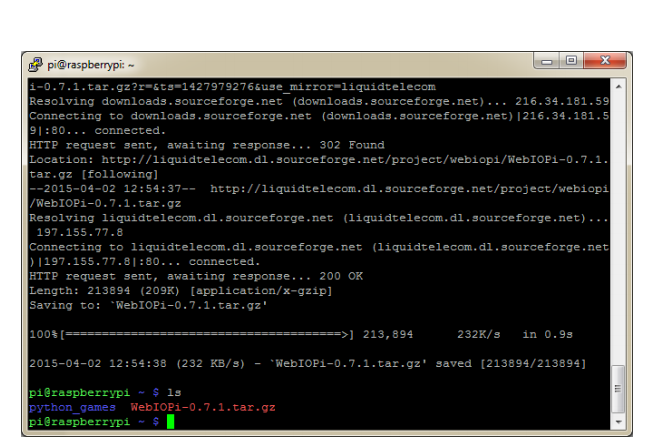 pi@raspberrypi: ~
i-0.7.1.tar.gz?r=&ts=1427979276&use_mirror=liquidtelecom
Resolving downloads.sourceforge.net (downloads.sourceforge.net)... 216.34.181.59
Connecting to downloads.sourceforge.net (downloads.sourceforge.net)|216.34.181.5
9|:80... connected.
HTTP request sent, awaiting response... 302 Found
Location: http://liquidtelecom.dl.sourceforge.net/project/webiopi/WebIOPi-0.7.1.
tar.gz [following]
--2015-04-02 12:54:37--  http://liquidtelecom.dl.sourceforge.net/project/webiopi
/WebIOPi-0.7.1.tar.gz
Resolving liquidtelecom.dl.sourceforge.net (liquidtelecom.dl.sourceforge.net)...
 197.155.77.8
Connecting to liquidtelecom.dl.sourceforge.net (liquidtelecom.dl.sourceforge.net
)|197.155.77.8|:80... connected.
HTTP request sent, awaiting response... 200 OK
Length: 213894 (209K) [application/x-gzip]
Saving to: `WebIOPi-0.7.1.tar.gz'
100%[======================================>] 213,894      232K/s   in 0.9s
2015-04-02 12:54:38 (232 KB/s) - `WebIOPi-0.7.1.tar.gz' saved [213894/213894]
pi@raspberrypi ~ $ ls
python_games  WebIOPi-0.7.1.tar.gz
pi@raspberrypi ~ $